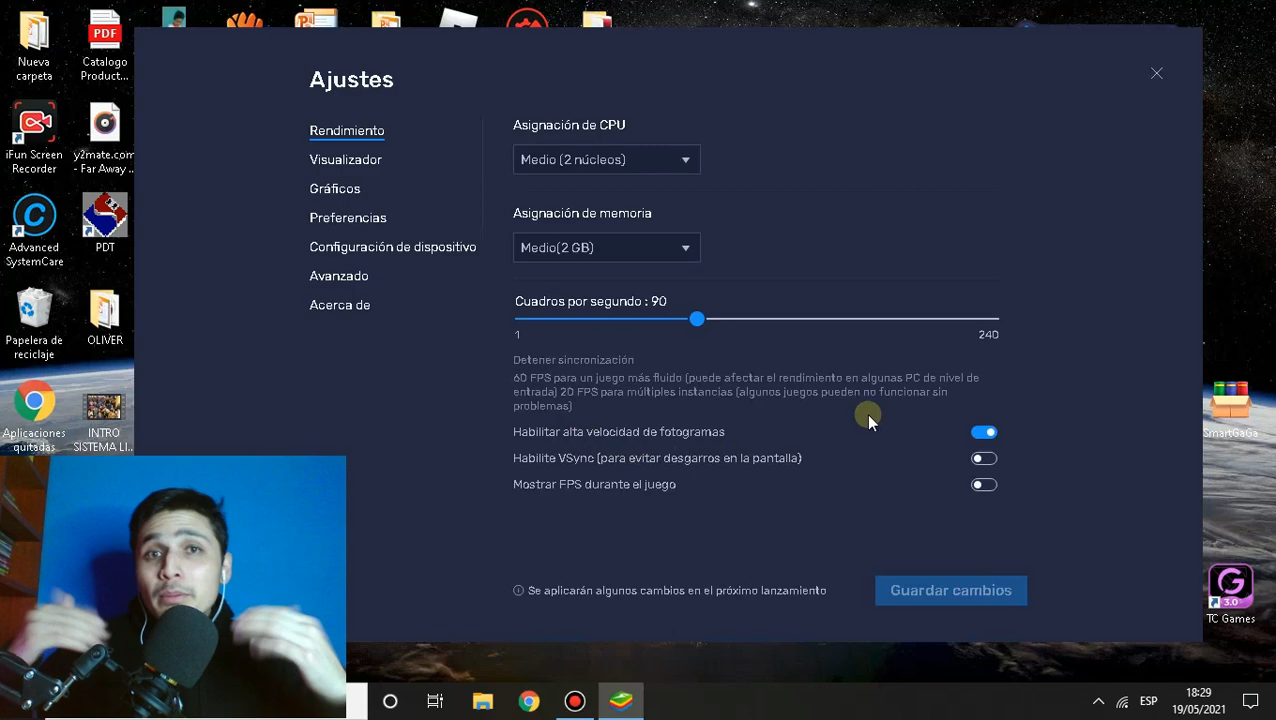 Nueva
carpeta
PDF
Catalogo
Product...
iFun Screen
Recorder
y2mate.com
- Far Away ...
Advanced
SystemCare
PDT
Papelera de
reciclaje
OLIVER
Aplicaciones
quitadas
INTRO
SISTEMA LI...
Ajustes
Rendimiento
Visualizador
Gráficos
Preferencias
Configuración de dispositivo
Avanzado
Acerca de
Asignación de CPU
Medio (2 núcleos)
Asignación de memoria
Medio(2 GB)
Cuadros por segundo : 90
1
240
Detener sincronización
60 FPS para un juego más fluido (puede afectar el rendimiento en algunas PC de nivel de
entrada) 20 FPS para múltiples instancias (algunos juegos pueden no funcionar sin
problemas)
Habilitar alta velocidad de fotogramas
Habilite VSync (para evitar desgarros en la pantalla)
Mostrar FPS durante el juego
Se aplicarán algunos cambios en el próximo lanzamiento
Guardar cambios
SmartGaGa
3.0
TC Games
ESP
18:29
19/05/2021